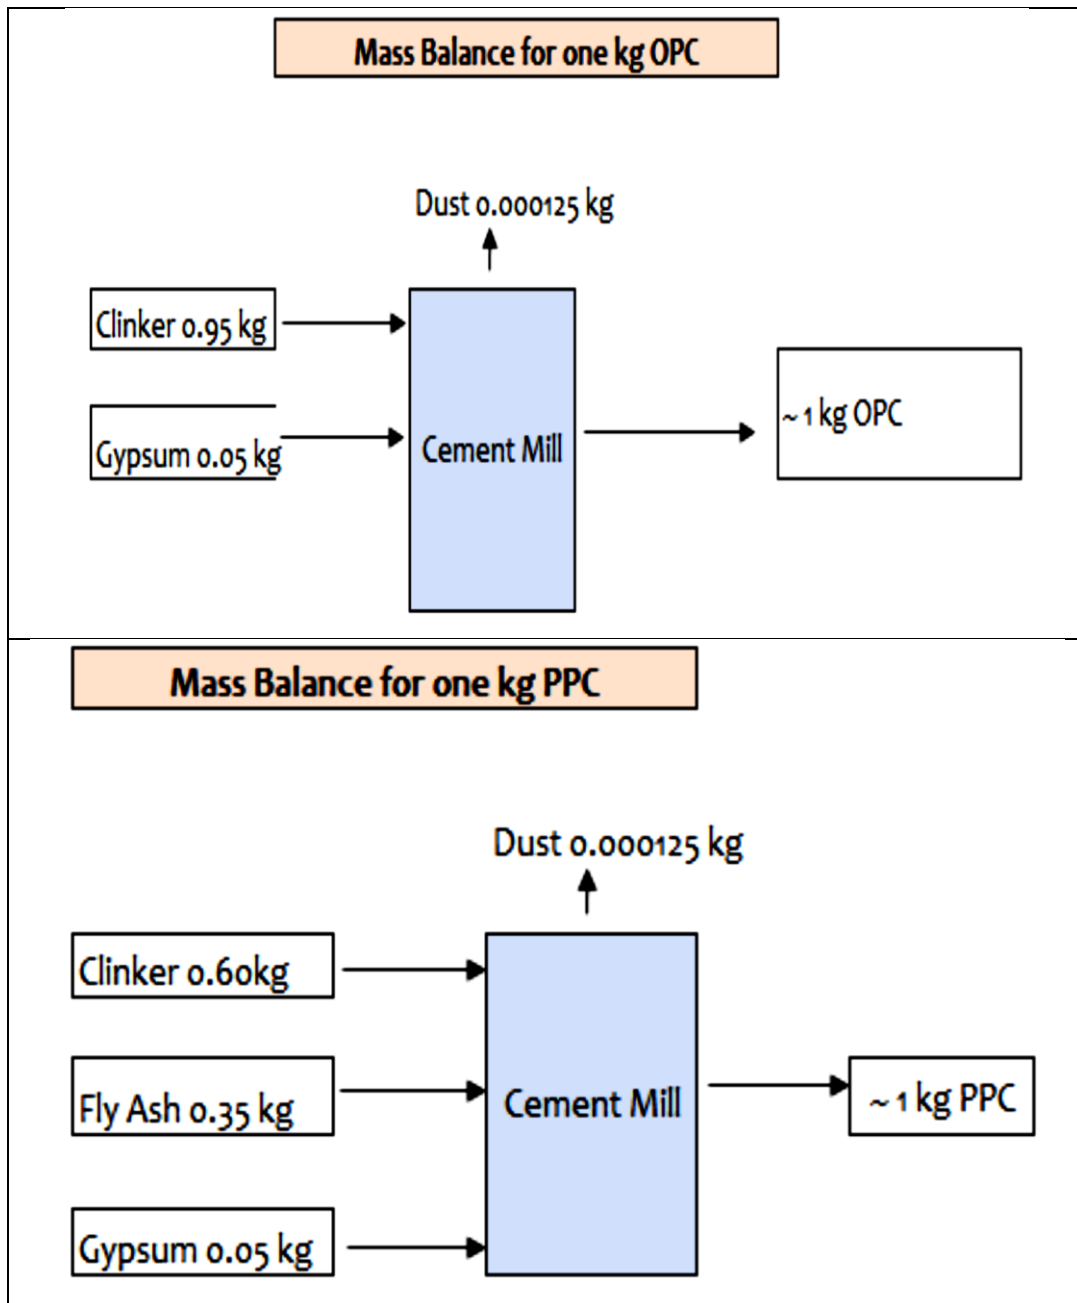 Mass Balance for one kg OPC
Dust 0.000125 kg
Clinker 0.95 kg
Gypsum 0.05 kg
Cement Mill
~ 1 kg OPC
Mass Balance for one kg PPC
Dust 0.000125 kg
Clinker 0.60kg
Fly Ash 0.35 kg
Gypsum 0.05 kg
Cement Mill
~ 1 kg PPC